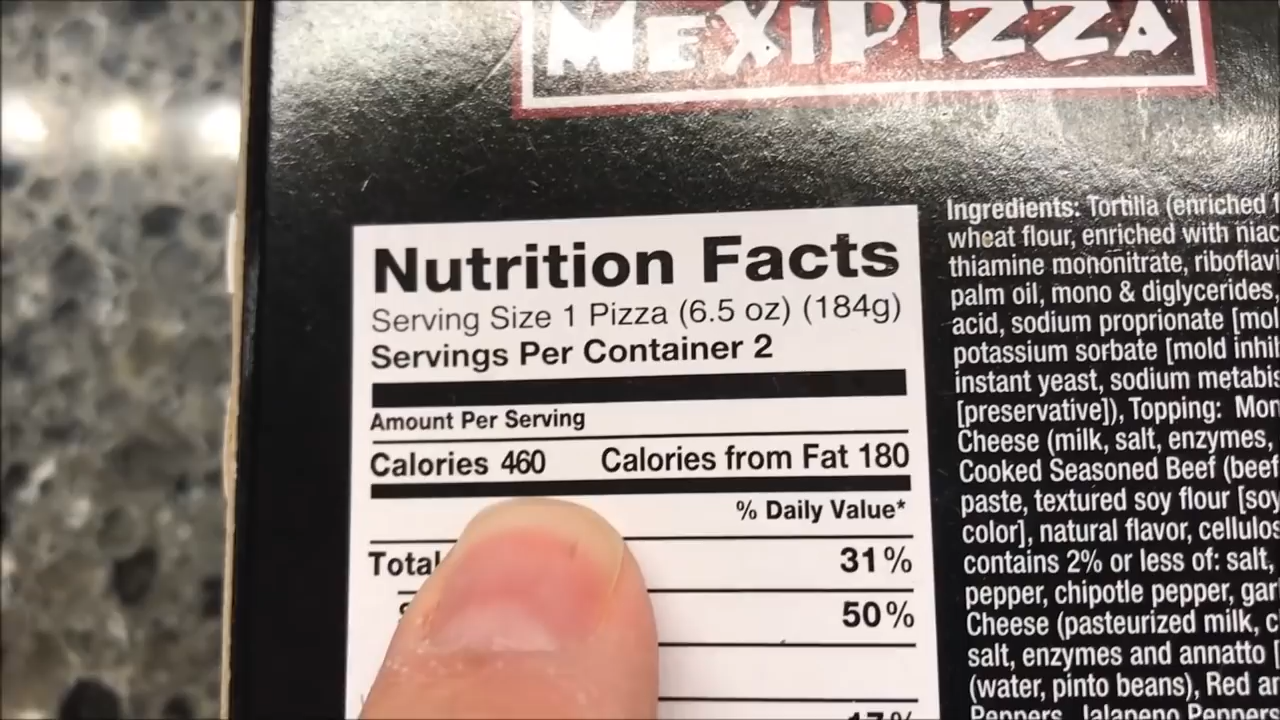 MEXIPIZZA
Nutrition Facts
Serving Size 1 Pizza (6.5 oz) (184g)
Servings Per Container 2
Amount Per Serving
Calories 460 Calories from Fat 180
% Daily Value*
Total 31%
50%
17%
Ingredients: Tortilla (enriched
wheat flour, enriched with niac
thiamine mononitrate, riboflavi
palm oil, mono & diglycerides,
acid, sodium proprionate [mol
potassium sorbate [mold inhib
instant yeast, sodium metabis
[preservative]), Topping: Mon
Cheese (milk, salt, enzymes,
Cooked Seasoned Beef (beef
paste, textured soy flour [soy
color], natural flavor, cellulos
contains 2% or less of: salt,
pepper, chipotle pepper, garl
Cheese (pasteurized milk, c
salt, enzymes and annatto [
(water, pinto beans), Red an
Peppers, Jalapeno Peppers